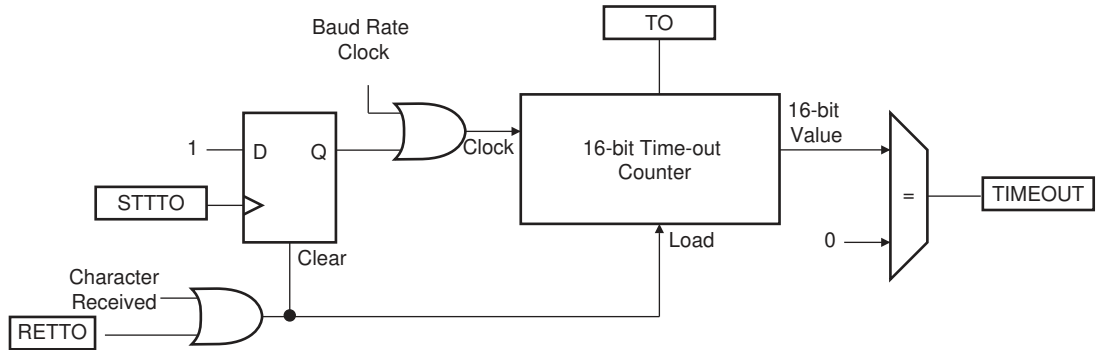 TO
Baud Rate
Clock
1
D
Q
Clock
16-bit Time-out
Counter
16-bit
Value
=
TIMEOUT
STTTO
0
Load
Clear
Character
Received
RETTO